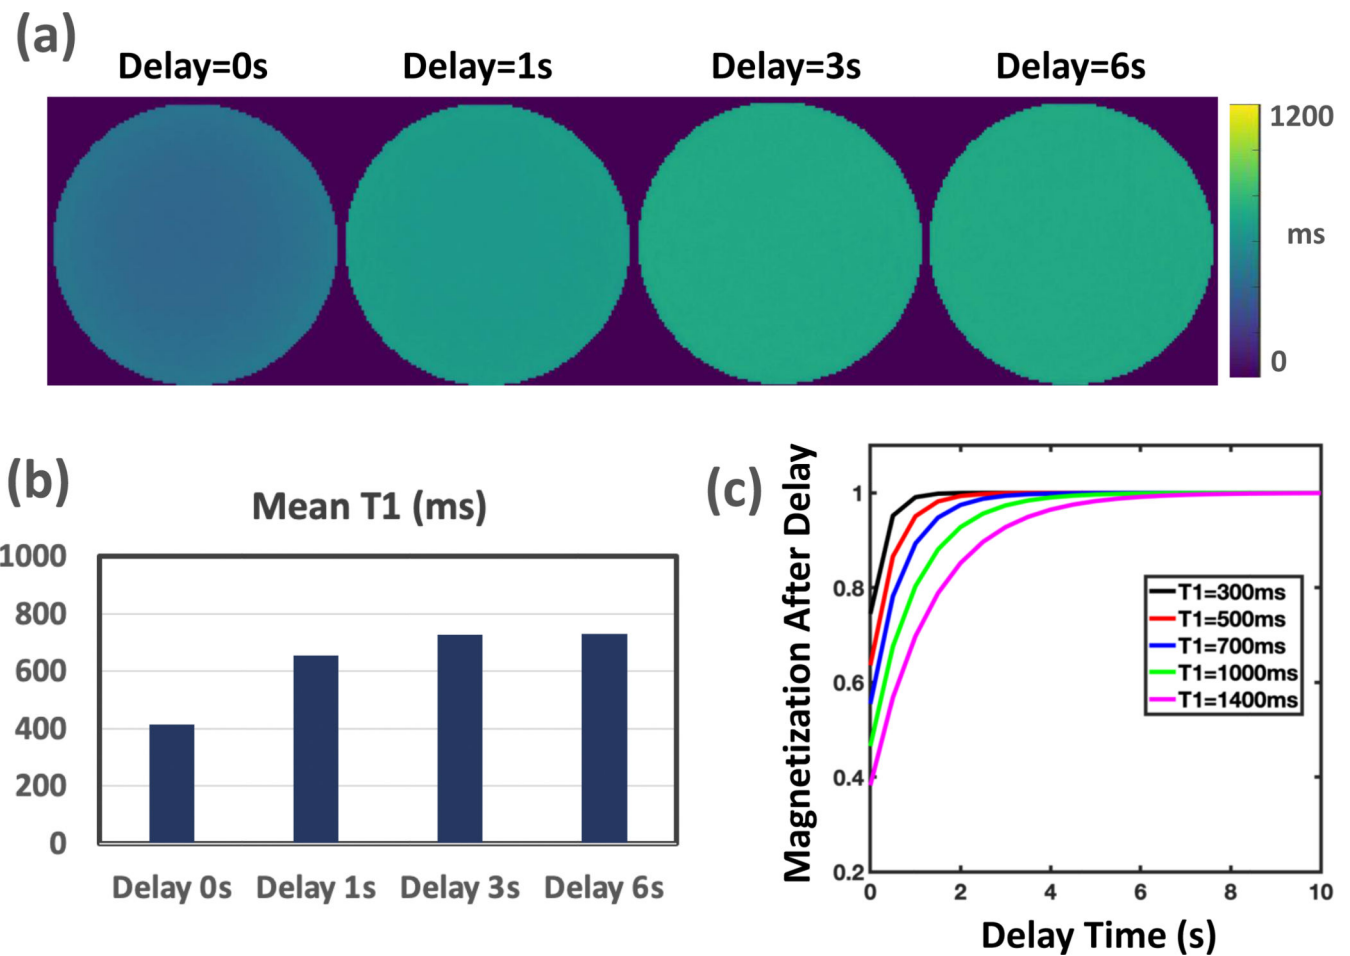 (a)
Delay=0s Delay=1s Delay=3s Delay=6s
1200
ms
0
(b)
Mean T1 (ms)
1000
800
600
400
200
0
Delay 0s Delay 1s Delay 3s Delay 6s
(c)
Magnetization After Delay
1
0.8
0.6
0.4
0.2
T1=300ms
T1=500ms
T1=700ms
T1=1000ms
T1=1400ms
0 2 4 6 8 10
Delay Time (s)